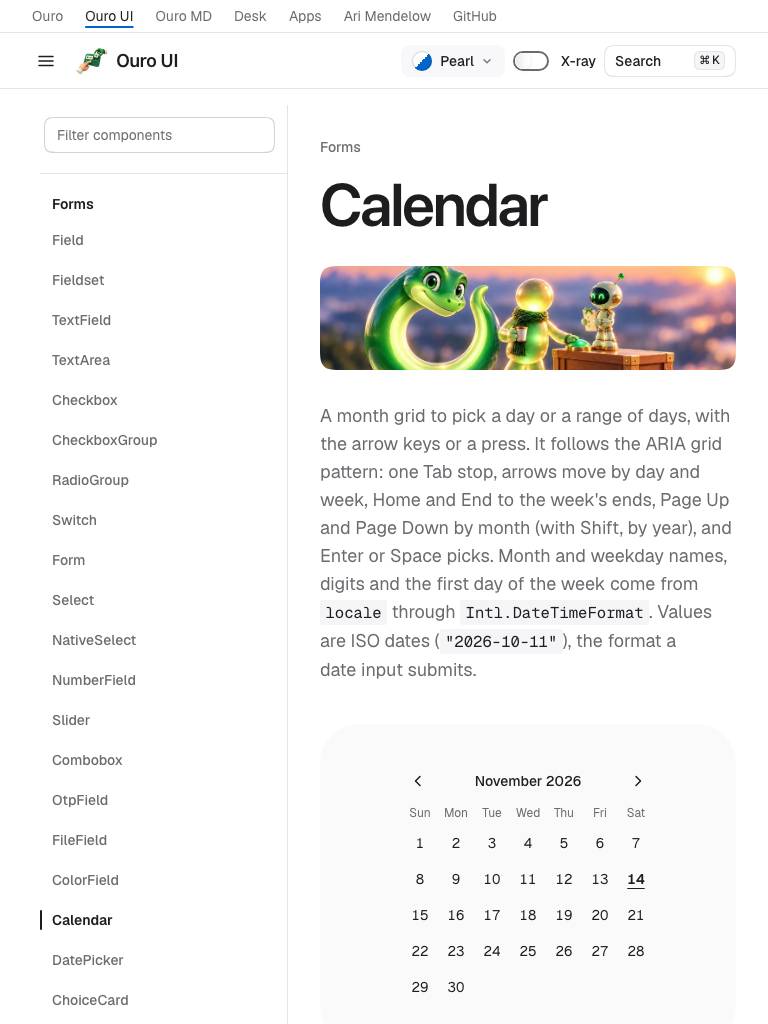 Ouro Ouro UI Ouro MD Desk Apps Ari Mendelow GitHub
Ouro UI Pearl X-ray Search ⌘ K
Filter components
Forms
Field
Fieldset
TextField
TextArea
Checkbox
CheckboxGroup
RadioGroup
Switch
Form
Select
NativeSelect
NumberField
Slider
Combobox
OtpField
FileField
ColorField
Calendar
DatePicker
ChoiceCard
Forms
Calendar
A month grid to pick a day or a range of days, with
the arrow keys or a press. It follows the ARIA grid
pattern: one Tab stop, arrows move by day and
week, Home and End to the week's ends, Page Up
and Page Down by month (with Shift, by year), and
Enter or Space picks. Month and weekday names,
digits and the first day of the week come from
locale through Intl.DateTimeFormat. Values
are ISO dates ("2026-10-11"), the format a
date input submits.
November 2026
Sun Mon Tue Wed Thu Fri Sat
1 2 3 4 5 6 7
8 9 10 11 12 13 14
15 16 17 18 19 20 21
22 23 24 25 26 27 28
29 30